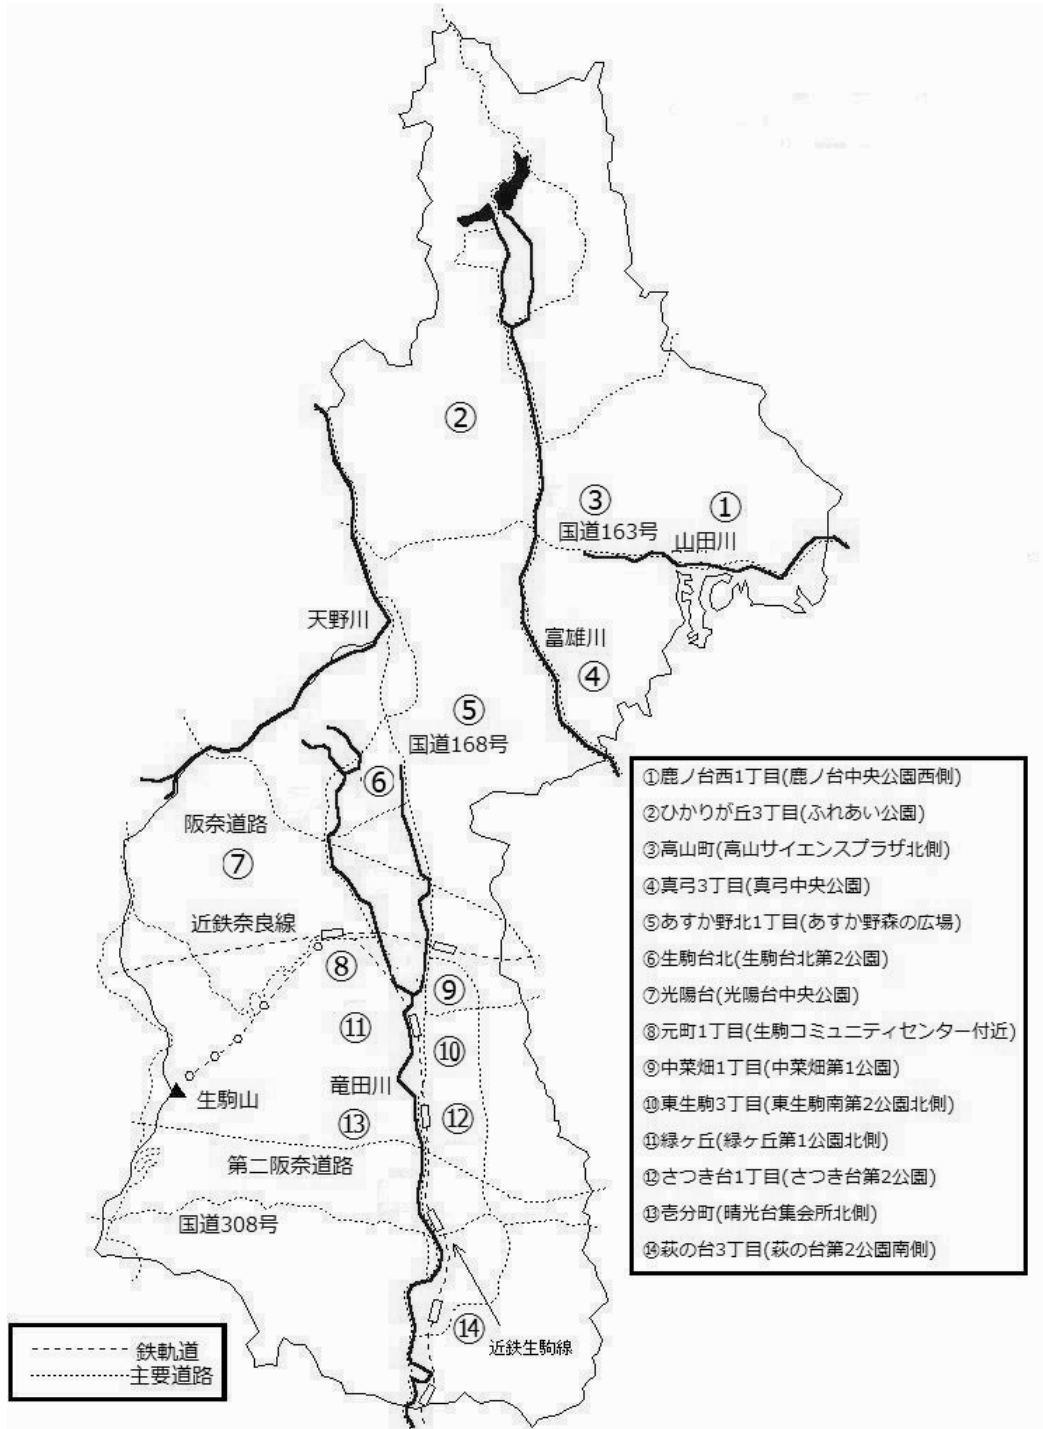 ②
③
①
国道163号
山田川
天野川
富雄川
④
⑤
国道168号
⑥
阪奈道路
⑦
近鉄奈良線
⑧
⑨
⑪
⑩
生駒山
竜田川
⑬
⑫
第二阪奈道路
国道308号
⑭
近鉄生駒線
①鹿ノ台西1丁目(鹿ノ台中央公園西側)
②ひかりが丘3丁目(ふれあい公園)
③高山町(高山サイエンスプラザ北側)
④真弓3丁目(真弓中央公園)
⑤あすか野北1丁目(あすか野森の広場)
⑥生駒台北(生駒台北第2公園)
⑦光陽台(光陽台中央公園)
⑧元町1丁目(生駒コミュニティセンター付近)
⑨中菜畑1丁目(中菜畑第1公園)
⑩東生駒3丁目(東生駒南第2公園北側)
⑪緑ヶ丘(緑ヶ丘第1公園北側)
⑫さつき台1丁目(さつき台第2公園)
⑬壱分町(晴光台集会所北側)
⑭萩の台3丁目(萩の台第2公園南側)
鉄軌道
主要道路